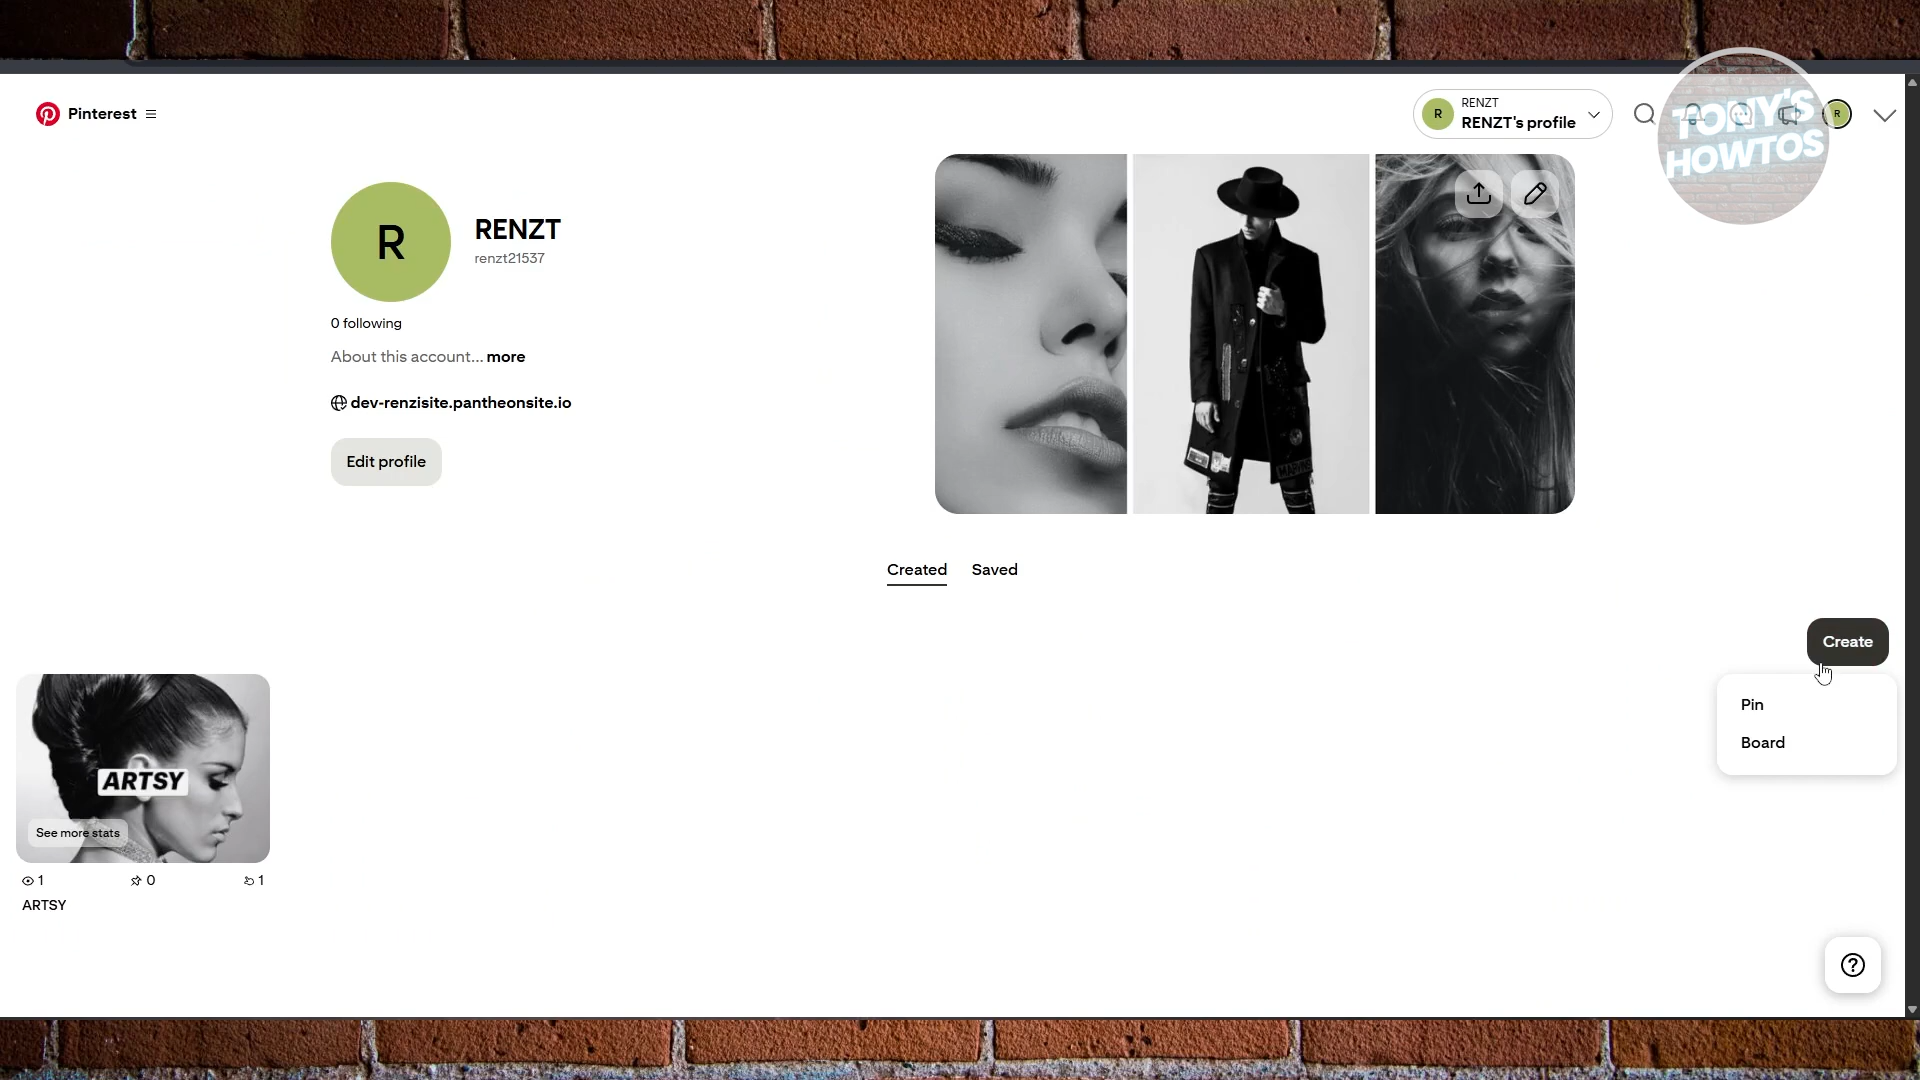 Pinterest
RENZT
R
RENZT's profile
R
TONY'S
HOWTOS
R
RENZT
renzt21537
0 following
About this account... more
dev-renzisite.pantheonsite.io
Edit profile
Created Saved
Create
Pin
Board
ARTSY
See more stats
1 0 1
ARTSY